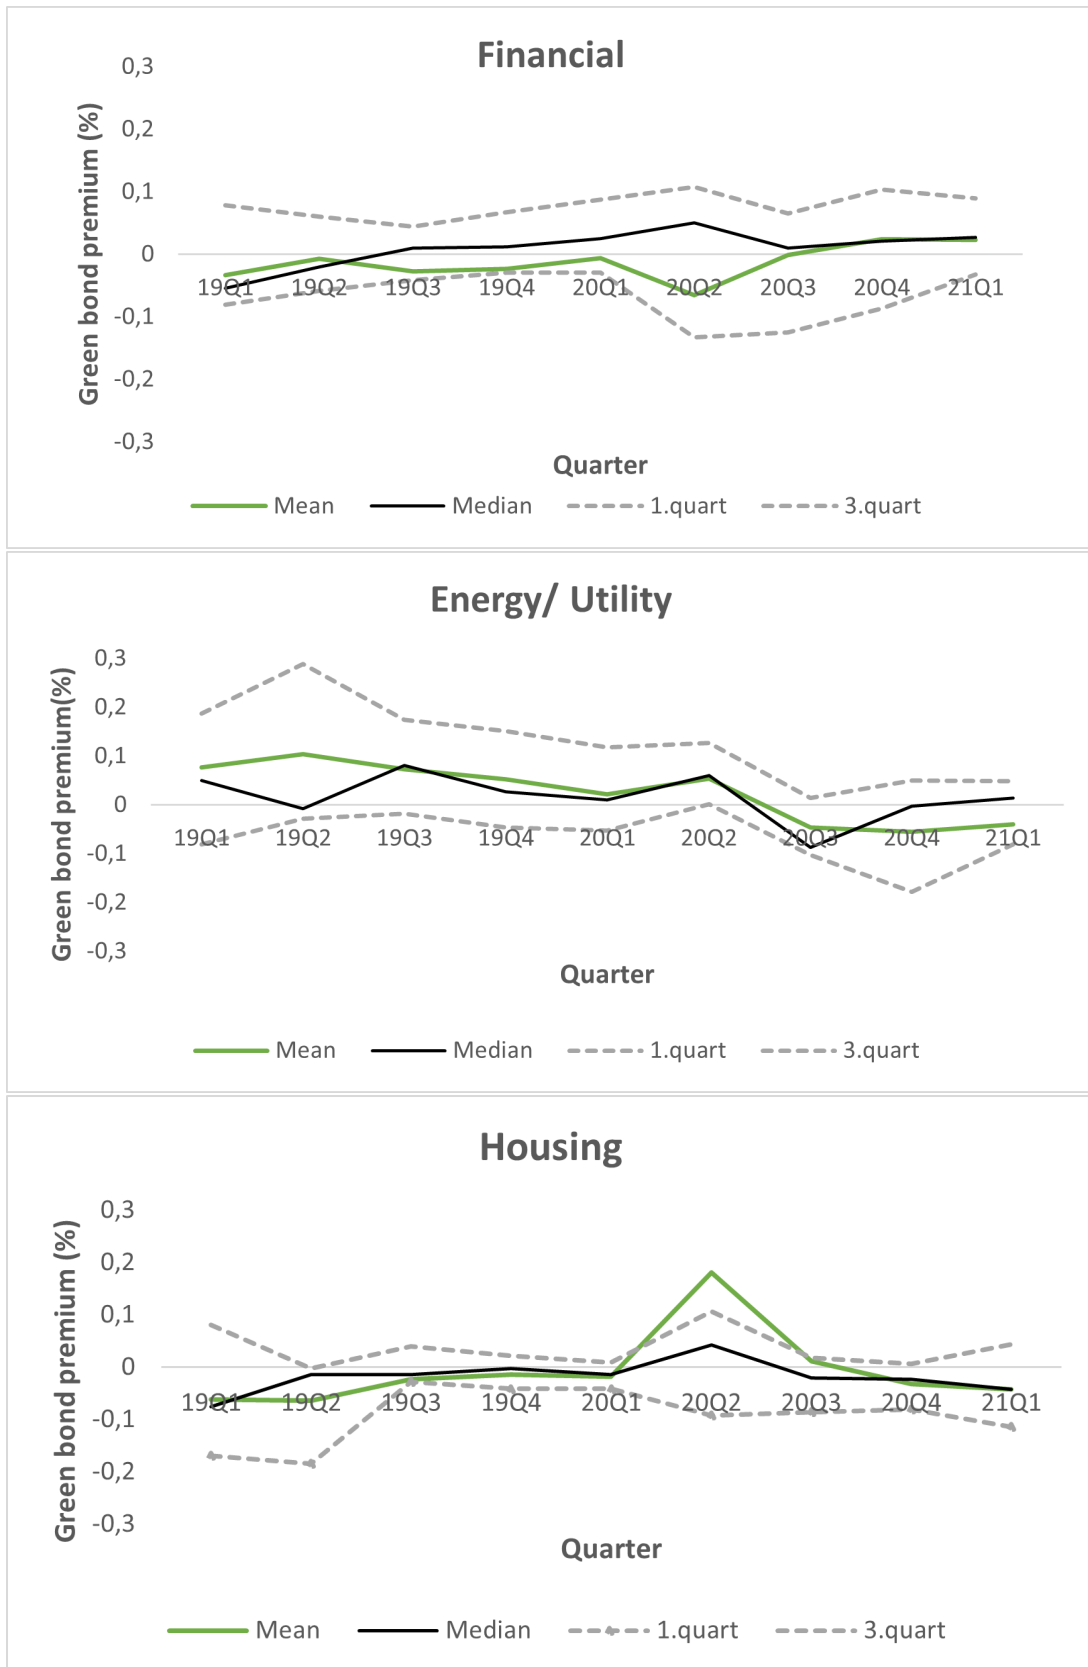 Financial
Green bond premium (%)
0,3
0,2
0,1
0
-0,1
-0,2
-0,3
19Q1 19Q2 19Q3 19Q4 20Q1 20Q2 20Q3 20Q4 21Q1
Quarter
Mean Median 1.quart 3.quart
Energy/ Utility
Green bond premium(%)
0,3
0,2
0,1
0
-0,1
-0,2
-0,3
19Q1 19Q2 19Q3 19Q4 20Q1 20Q2 20Q3 20Q4 21Q1
Quarter
Mean Median 1.quart 3.quart
Housing
Green bond premium (%)
0,3
0,2
0,1
0
-0,1
-0,2
-0,3
19Q1 19Q2 19Q3 19Q4 20Q1 20Q2 20Q3 20Q4 21Q1
Quarter
Mean Median 1.quart 3.quart